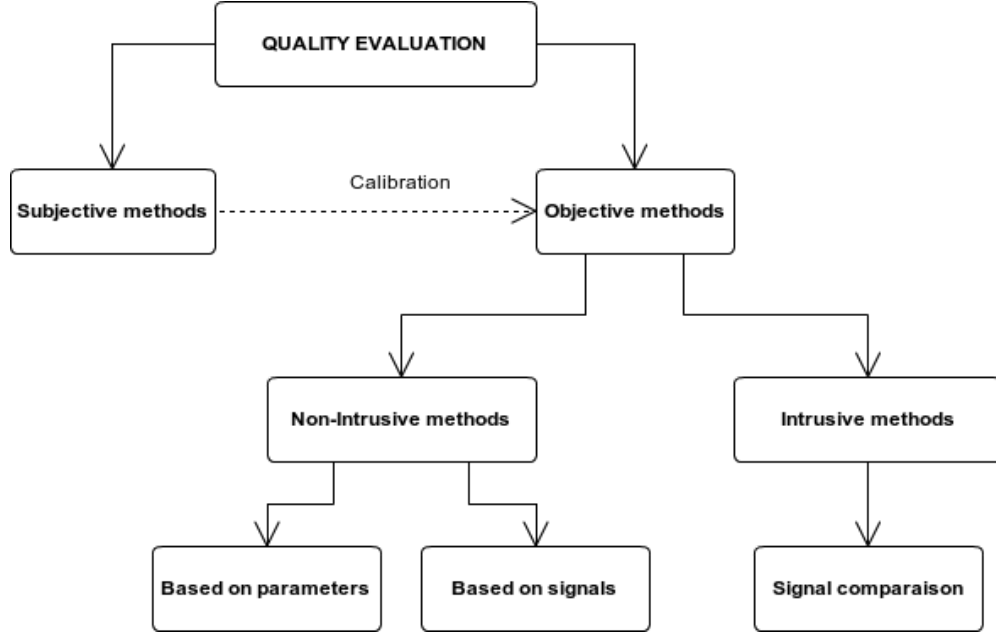 QUALITY EVALUATION
Calibration
Subjective methods
Objective methods
Non-Intrusive methods
Intrusive methods
Based on parameters
Based on signals
Signal comparaison